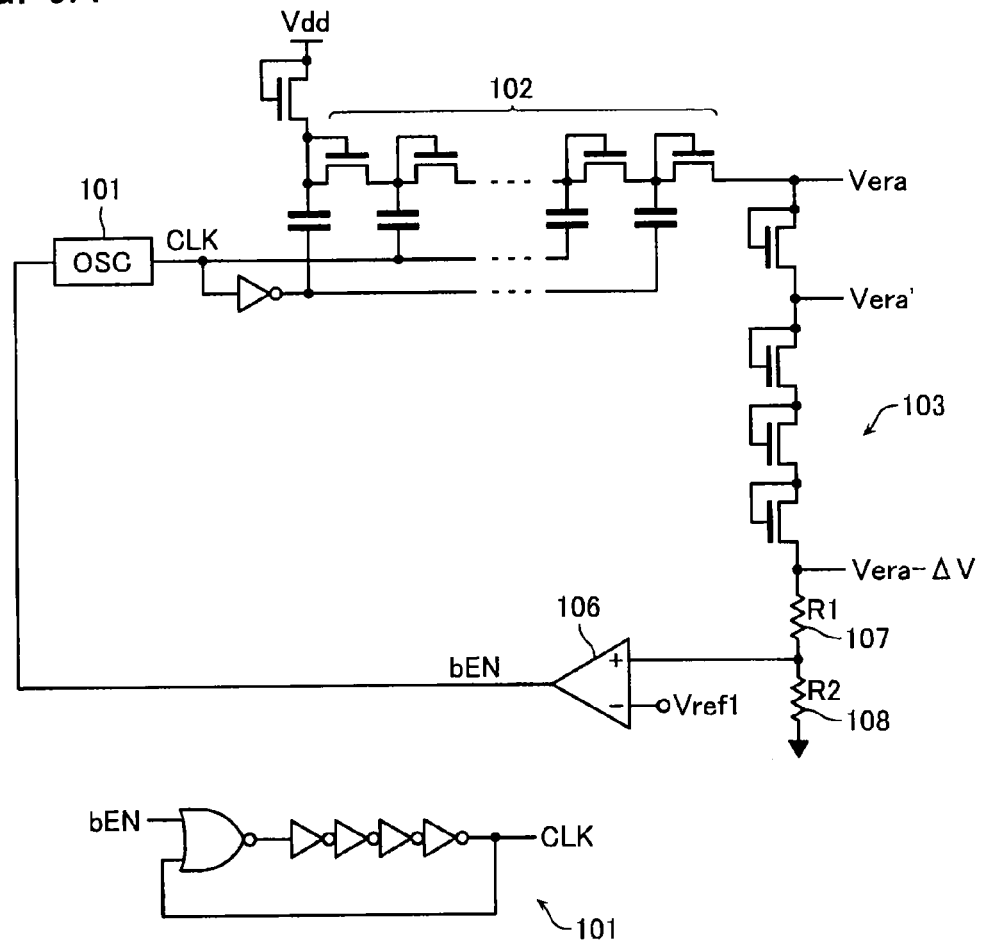 Vdd
102
101
OSC
CLK
Vera
Vera'
103
Vera-ΔV
R1
107
106
+
-
bEN
Vref1
R2
108
bEN
CLK
101